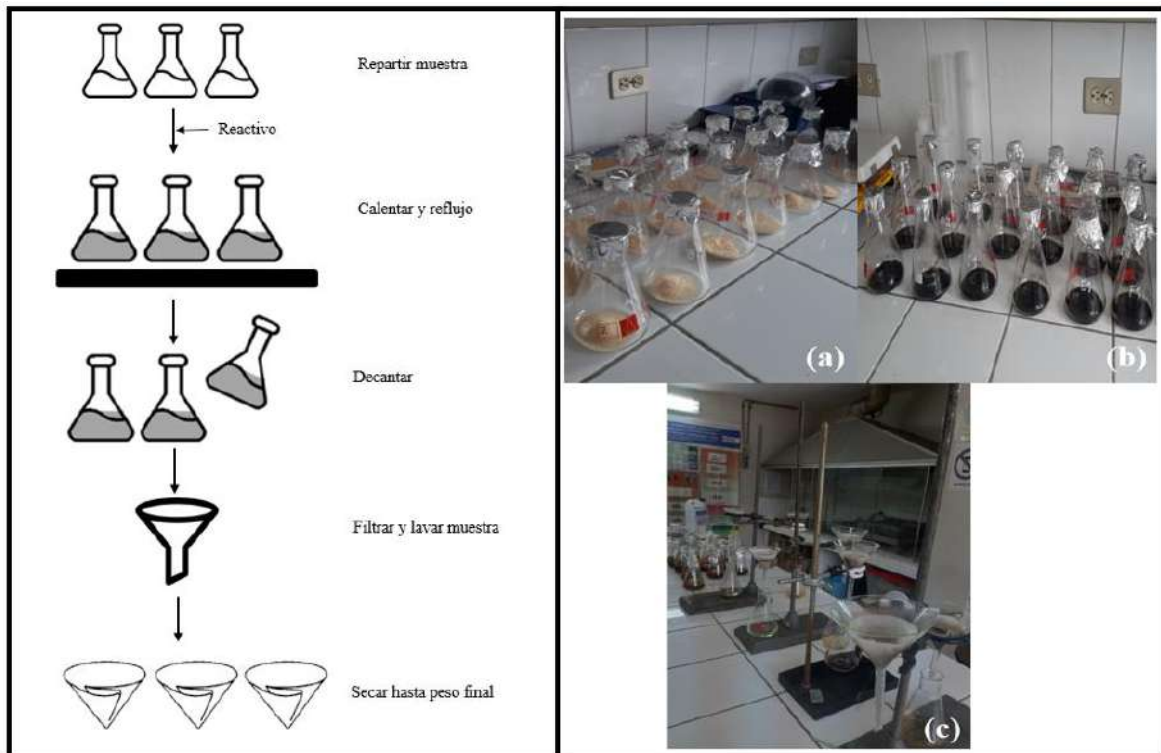 Repartir muestra
Reactivo
Calentar y reflujo
Decantar
Filtrar y lavar muestra
Secar hasta peso final
(a)
(b)
(c)